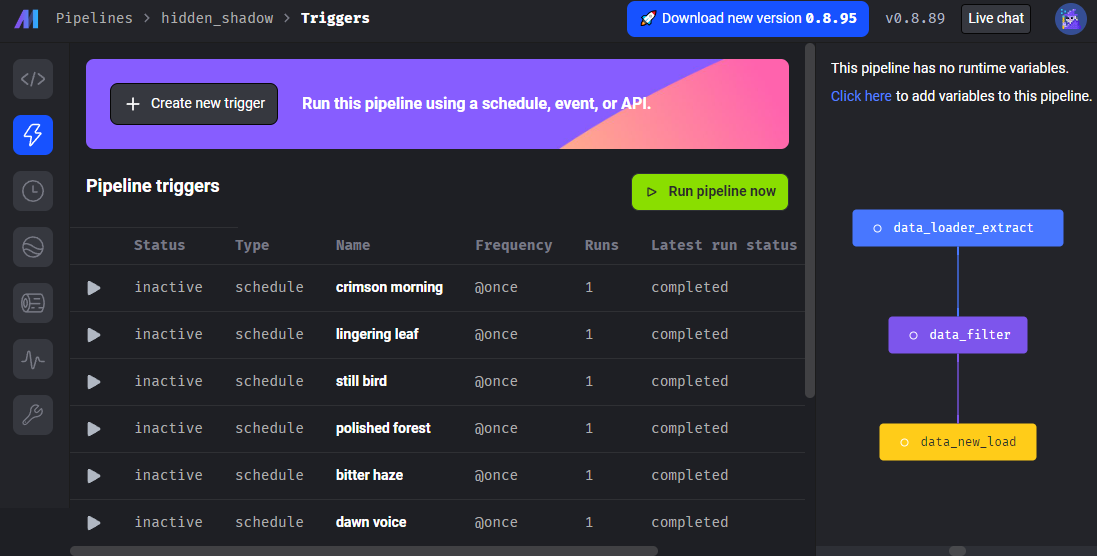 Pipelines > hidden_shadow > Triggers
🚀 Download new version 0.8.95
v0.8.89
Live chat
+ Create new trigger
Run this pipeline using a schedule, event, or API.
Pipeline triggers
Run pipeline now
Status Type Name Frequency Runs Latest run status
inactive schedule crimson morning @once 1 completed
inactive schedule lingering leaf @once 1 completed
inactive schedule still bird @once 1 completed
inactive schedule polished forest @once 1 completed
inactive schedule bitter haze @once 1 completed
inactive schedule dawn voice @once 1 completed
This pipeline has no runtime variables.
Click here to add variables to this pipeline.
data_loader_extract
data_filter
data_new_load